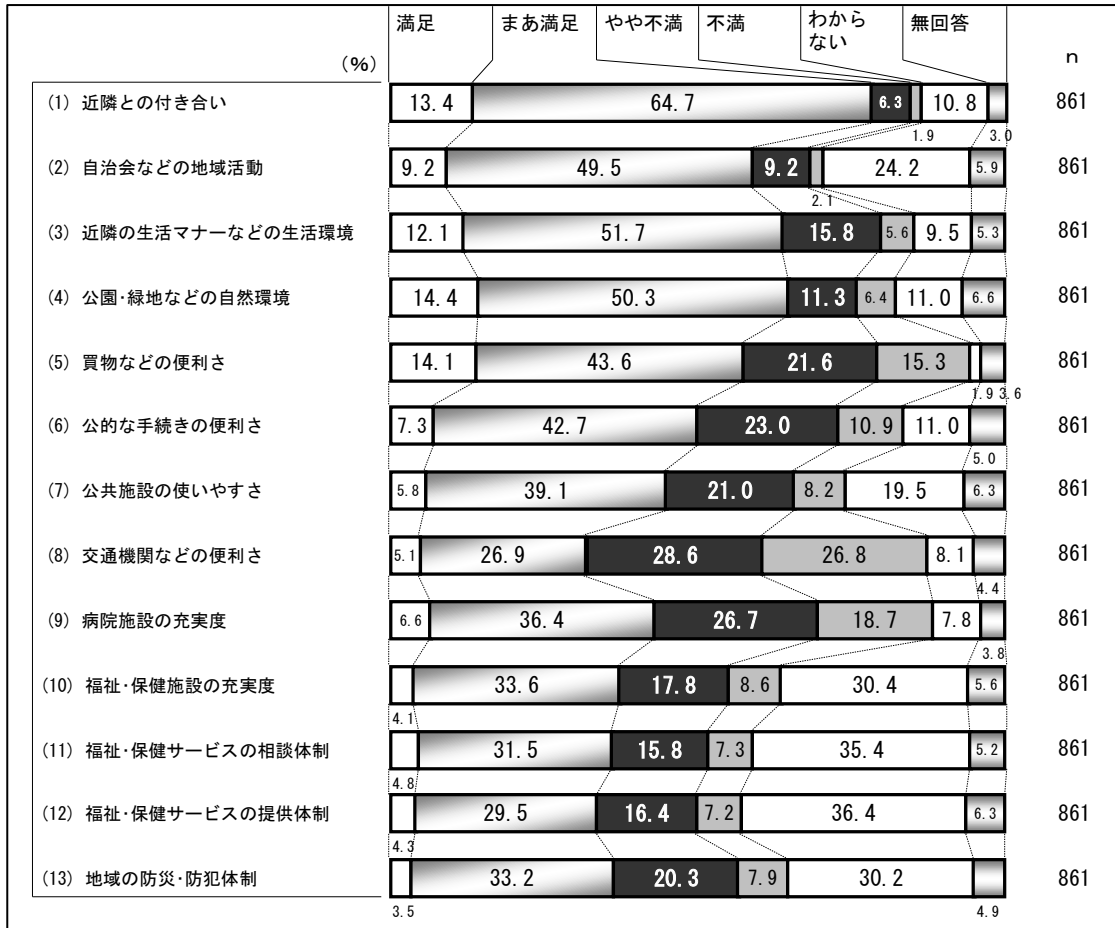 満足 まあ満足 やや不満 不満 わからない 無回答
(%) n
(1) 近隣との付き合い 13.4 64.7 6.3 10.8 861
1.9 3.0
(2) 自治会などの地域活動 9.2 49.5 9.2 24.2 5.9 861
2.1
(3) 近隣の生活マナーなどの生活環境 12.1 51.7 15.8 5.6 9.5 5.3 861
(4) 公園・緑地などの自然環境 14.4 50.3 11.3 6.4 11.0 6.6 861
(5) 買物などの便利さ 14.1 43.6 21.6 15.3 861
1.9 3.6
(6) 公的な手続きの便利さ 7.3 42.7 23.0 10.9 11.0 861
5.0
(7) 公共施設の使いやすさ 5.8 39.1 21.0 8.2 19.5 6.3 861
(8) 交通機関などの便利さ 5.1 26.9 28.6 26.8 8.1 861
4.4
(9) 病院施設の充実度 6.6 36.4 26.7 18.7 7.8 861
3.8
(10) 福祉・保健施設の充実度 33.6 17.8 8.6 30.4 5.6 861
4.1
(11) 福祉・保健サービスの相談体制 31.5 15.8 7.3 35.4 5.2 861
4.8
(12) 福祉・保健サービスの提供体制 29.5 16.4 7.2 36.4 6.3 861
4.3
(13) 地域の防災・防犯体制 33.2 20.3 7.9 30.2 861
3.5 4.9